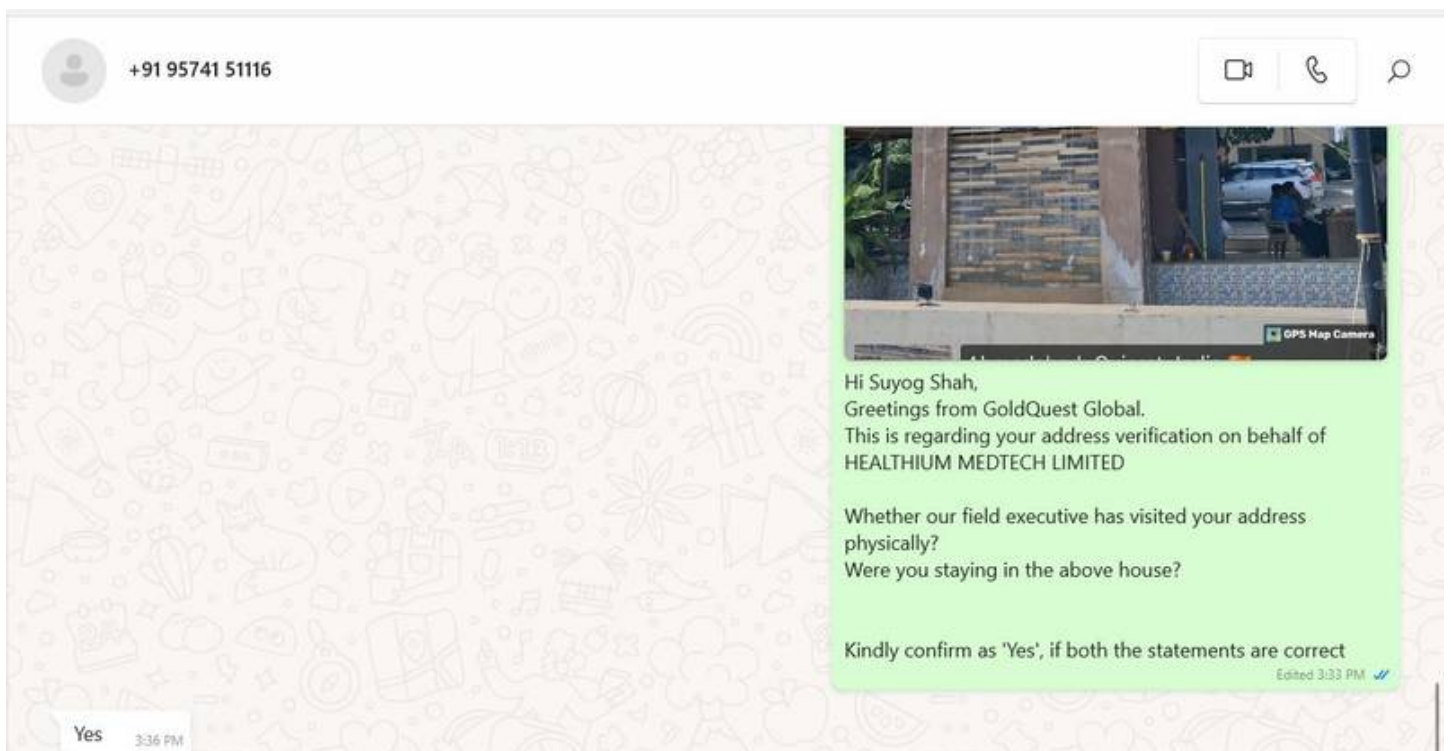 +91 95741 51116
GPS Map Camera
Hi Suyog Shah,
Greetings from GoldQuest Global.
This is regarding your address verification on behalf of
HEALTHIUM MEDTECH LIMITED
Whether our field executive has visited your address
physically?
Were you staying in the above house?
Kindly confirm as 'Yes', if both the statements are correct
Edited 3:33 PM
Yes 3:36 PM